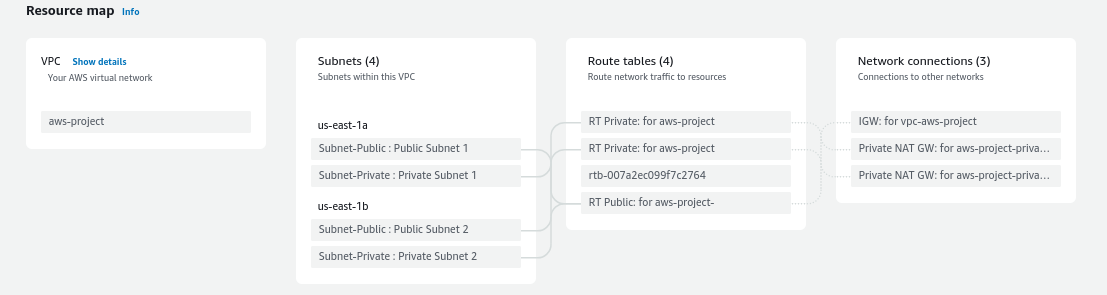 Resource map Info
VPC Show details
Your AWS virtual network
aws-project
Subnets (4)
Subnets within this VPC
us-east-1a
Subnet-Public : Public Subnet 1
Subnet-Private : Private Subnet 1
us-east-1b
Subnet-Public : Public Subnet 2
Subnet-Private : Private Subnet 2
Route tables (4)
Route network traffic to resources
RT Private: for aws-project
RT Private: for aws-project
rtb-007a2ec099f7c2764
RT Public: for aws-project-
Network connections (3)
Connections to other networks
IGW: for vpc-aws-project
Private NAT GW: for aws-project-priva...
Private NAT GW: for aws-project-priva...